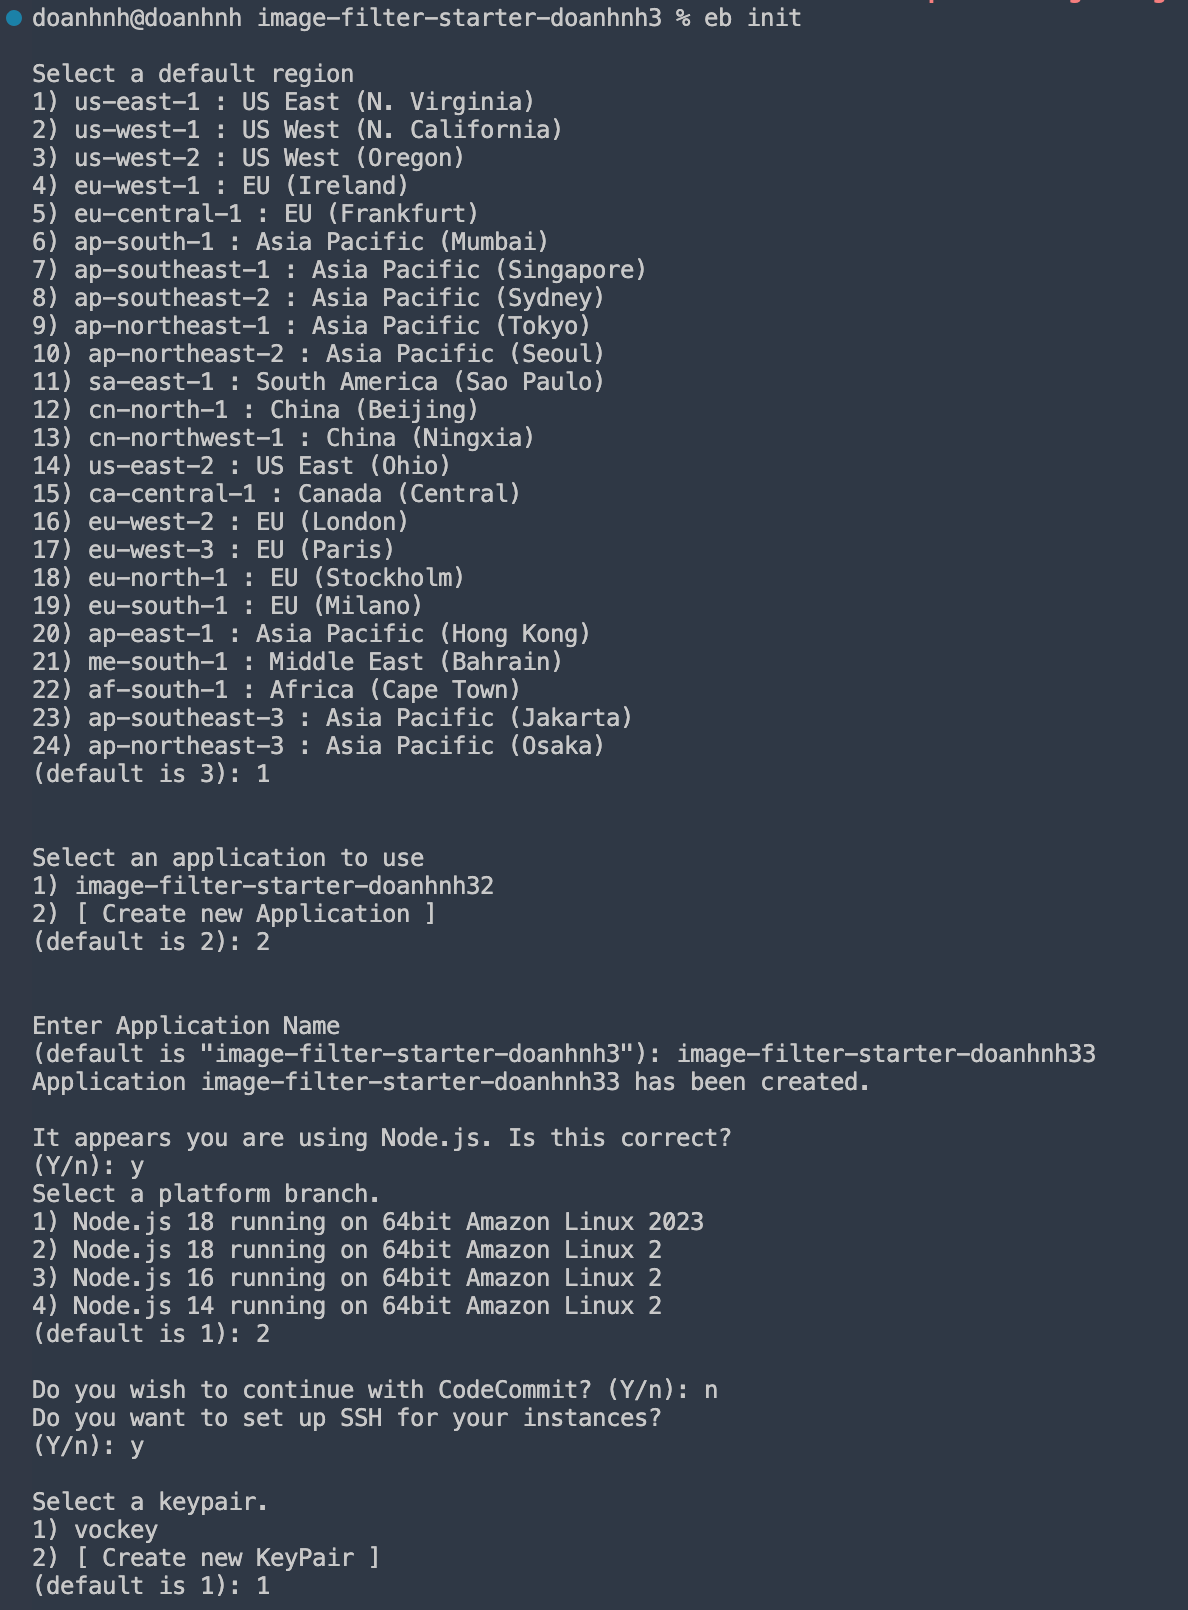 doanhnh@doanhnh image-filter-starter-doanhnh3 % eb init
Select a default region
1) us-east-1 : US East (N. Virginia)
2) us-west-1 : US West (N. California)
3) us-west-2 : US West (Oregon)
4) eu-west-1 : EU (Ireland)
5) eu-central-1 : EU (Frankfurt)
6) ap-south-1 : Asia Pacific (Mumbai)
7) ap-southeast-1 : Asia Pacific (Singapore)
8) ap-southeast-2 : Asia Pacific (Sydney)
9) ap-northeast-1 : Asia Pacific (Tokyo)
10) ap-northeast-2 : Asia Pacific (Seoul)
11) sa-east-1 : South America (Sao Paulo)
12) cn-north-1 : China (Beijing)
13) cn-northwest-1 : China (Ningxia)
14) us-east-2 : US East (Ohio)
15) ca-central-1 : Canada (Central)
16) eu-west-2 : EU (London)
17) eu-west-3 : EU (Paris)
18) eu-north-1 : EU (Stockholm)
19) eu-south-1 : EU (Milano)
20) ap-east-1 : Asia Pacific (Hong Kong)
21) me-south-1 : Middle East (Bahrain)
22) af-south-1 : Africa (Cape Town)
23) ap-southeast-3 : Asia Pacific (Jakarta)
24) ap-northeast-3 : Asia Pacific (Osaka)
(default is 3): 1
Select an application to use
1) image-filter-starter-doanhnh32
2) [ Create new Application ]
(default is 2): 2
Enter Application Name
(default is "image-filter-starter-doanhnh3"): image-filter-starter-doanhnh33
Application image-filter-starter-doanhnh33 has been created.
It appears you are using Node.js. Is this correct?
(Y/n): y
Select a platform branch.
1) Node.js 18 running on 64bit Amazon Linux 2023
2) Node.js 18 running on 64bit Amazon Linux 2
3) Node.js 16 running on 64bit Amazon Linux 2
4) Node.js 14 running on 64bit Amazon Linux 2
(default is 1): 2
Do you wish to continue with CodeCommit? (Y/n): n
Do you want to set up SSH for your instances?
(Y/n): y
Select a keypair.
1) vockey
2) [ Create new KeyPair ]
(default is 1): 1